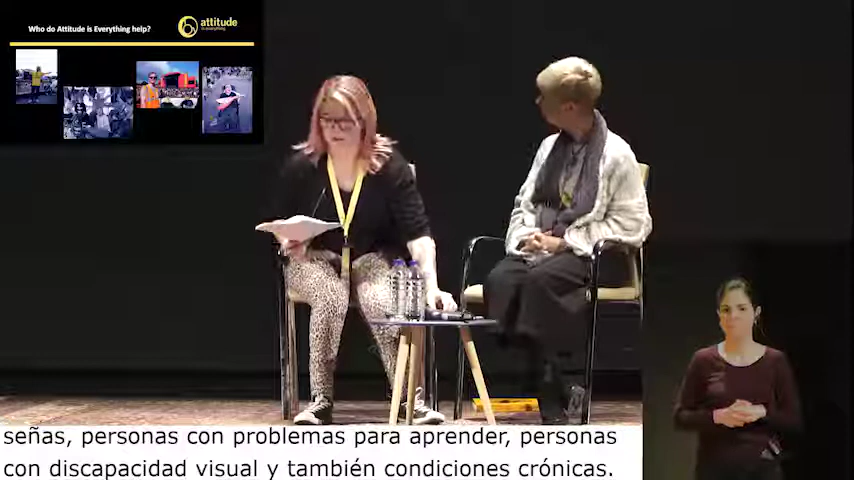 Who do Attitude is Everything help?
attitude
is everything
señas, personas con problemas para aprender, personas
con discapacidad visual y también condiciones crónicas.